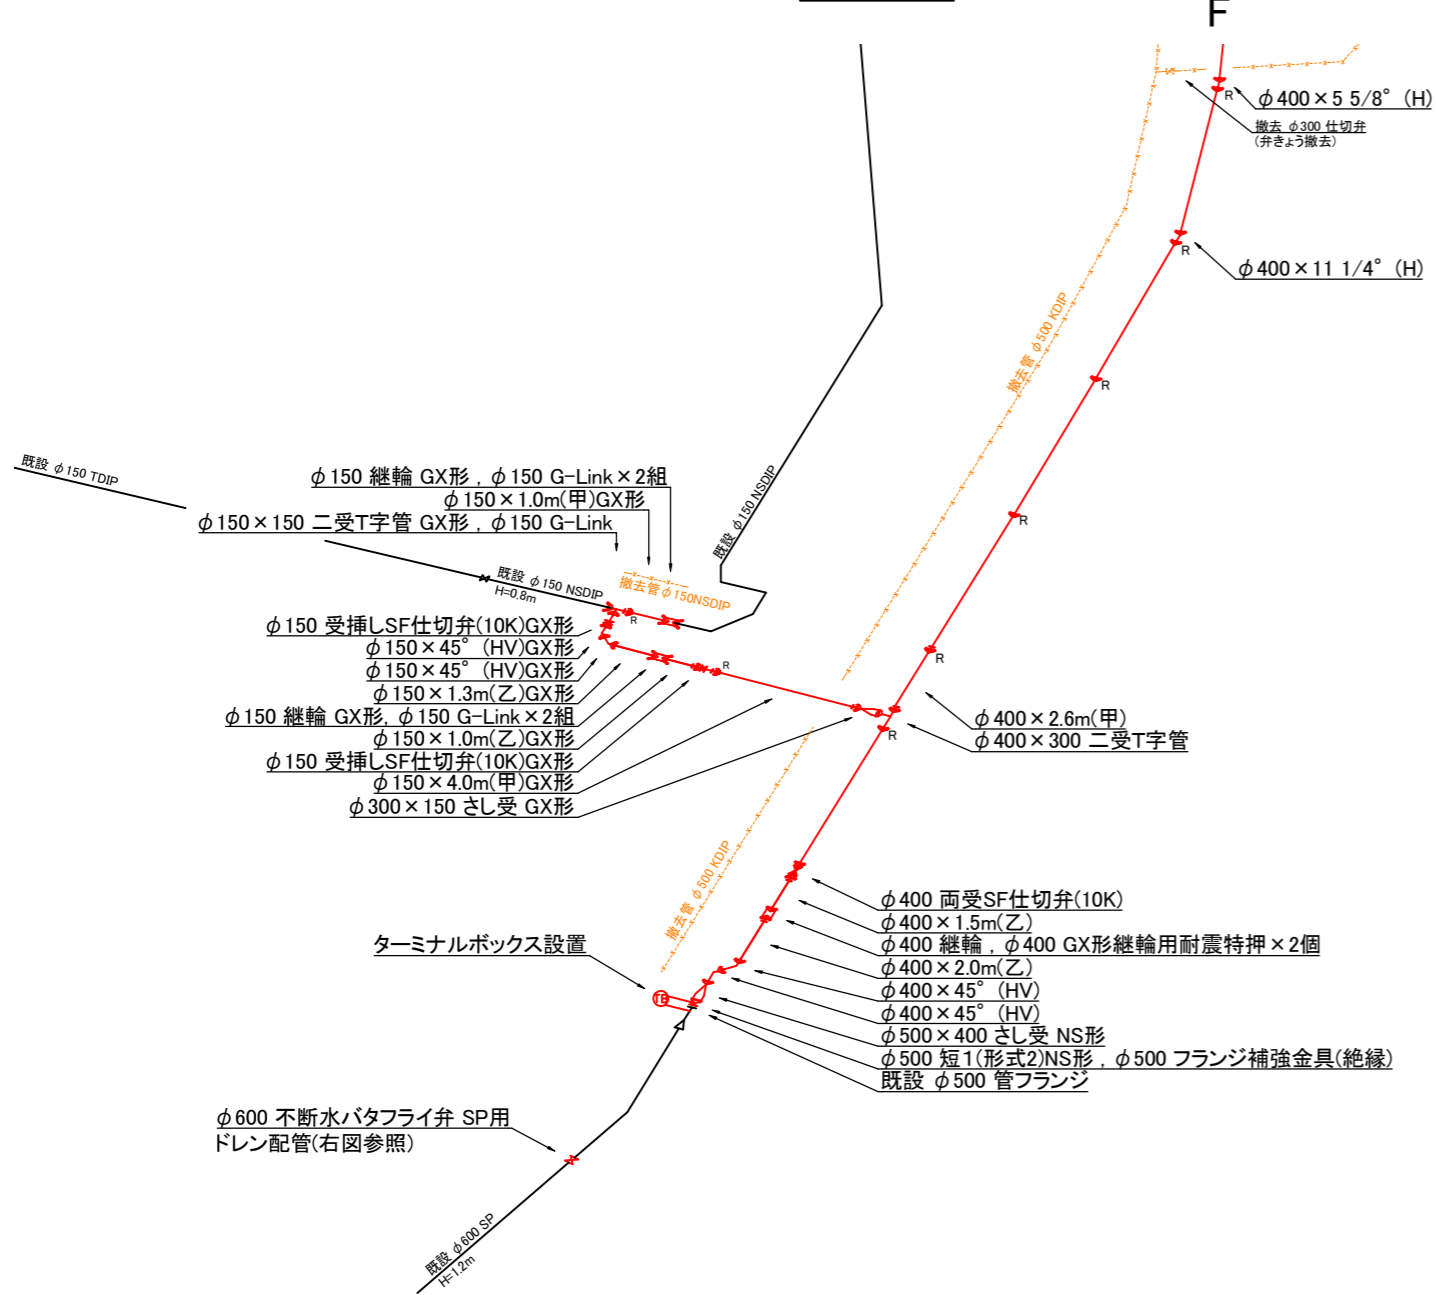 F
φ400×5 5/8° (H)
R
撤去 φ300 仕切弁
(弁きょう撤去)
R
φ400×11 1/4° (H)
撤去管 φ500 KDIP
R
既設 φ150 TDIP
φ150 継輪 GX形 , φ150 G-Link×2組
φ150×1.0m(甲)GX形
φ150×150 二受T字管 GX形 , φ150 G-Link
既設 φ150 NSDIP
R
既設 φ150 NSDIP
H=0.8m
撤去管φ150NSDIP
R
φ150 受挿しSF仕切弁(10K)GX形
φ150×45° (HV)GX形
φ150×45° (HV)GX形
φ150×1.3m(乙)GX形
φ150 継輪 GX形, φ150 G-Link×2組
φ150×1.0m(乙)GX形
φ150 受挿しSF仕切弁(10K)GX形
φ150×4.0m(甲)GX形
φ300×150 さし受 GX形
R
R
φ400×2.6m(甲)
φ400×300 二受T字管
R
撤去管 φ500 KDIP
φ400 両受SF仕切弁(10K)
φ400×1.5m(乙)
φ400 継輪 , φ400 GX形継輪用耐震特押×2個
φ400×2.0m(乙)
φ400×45° (HV)
φ400×45° (HV)
φ500×400 さし受 NS形
φ500 短1(形式2)NS形 , φ500 フランジ補強金具(絶縁)
既設 φ500 管フランジ
ターミナルボックス設置
TB
φ600 不断水バタフライ弁 SP用
ドレン配管(右図参照)
既設 φ600 SP
H=1.2m